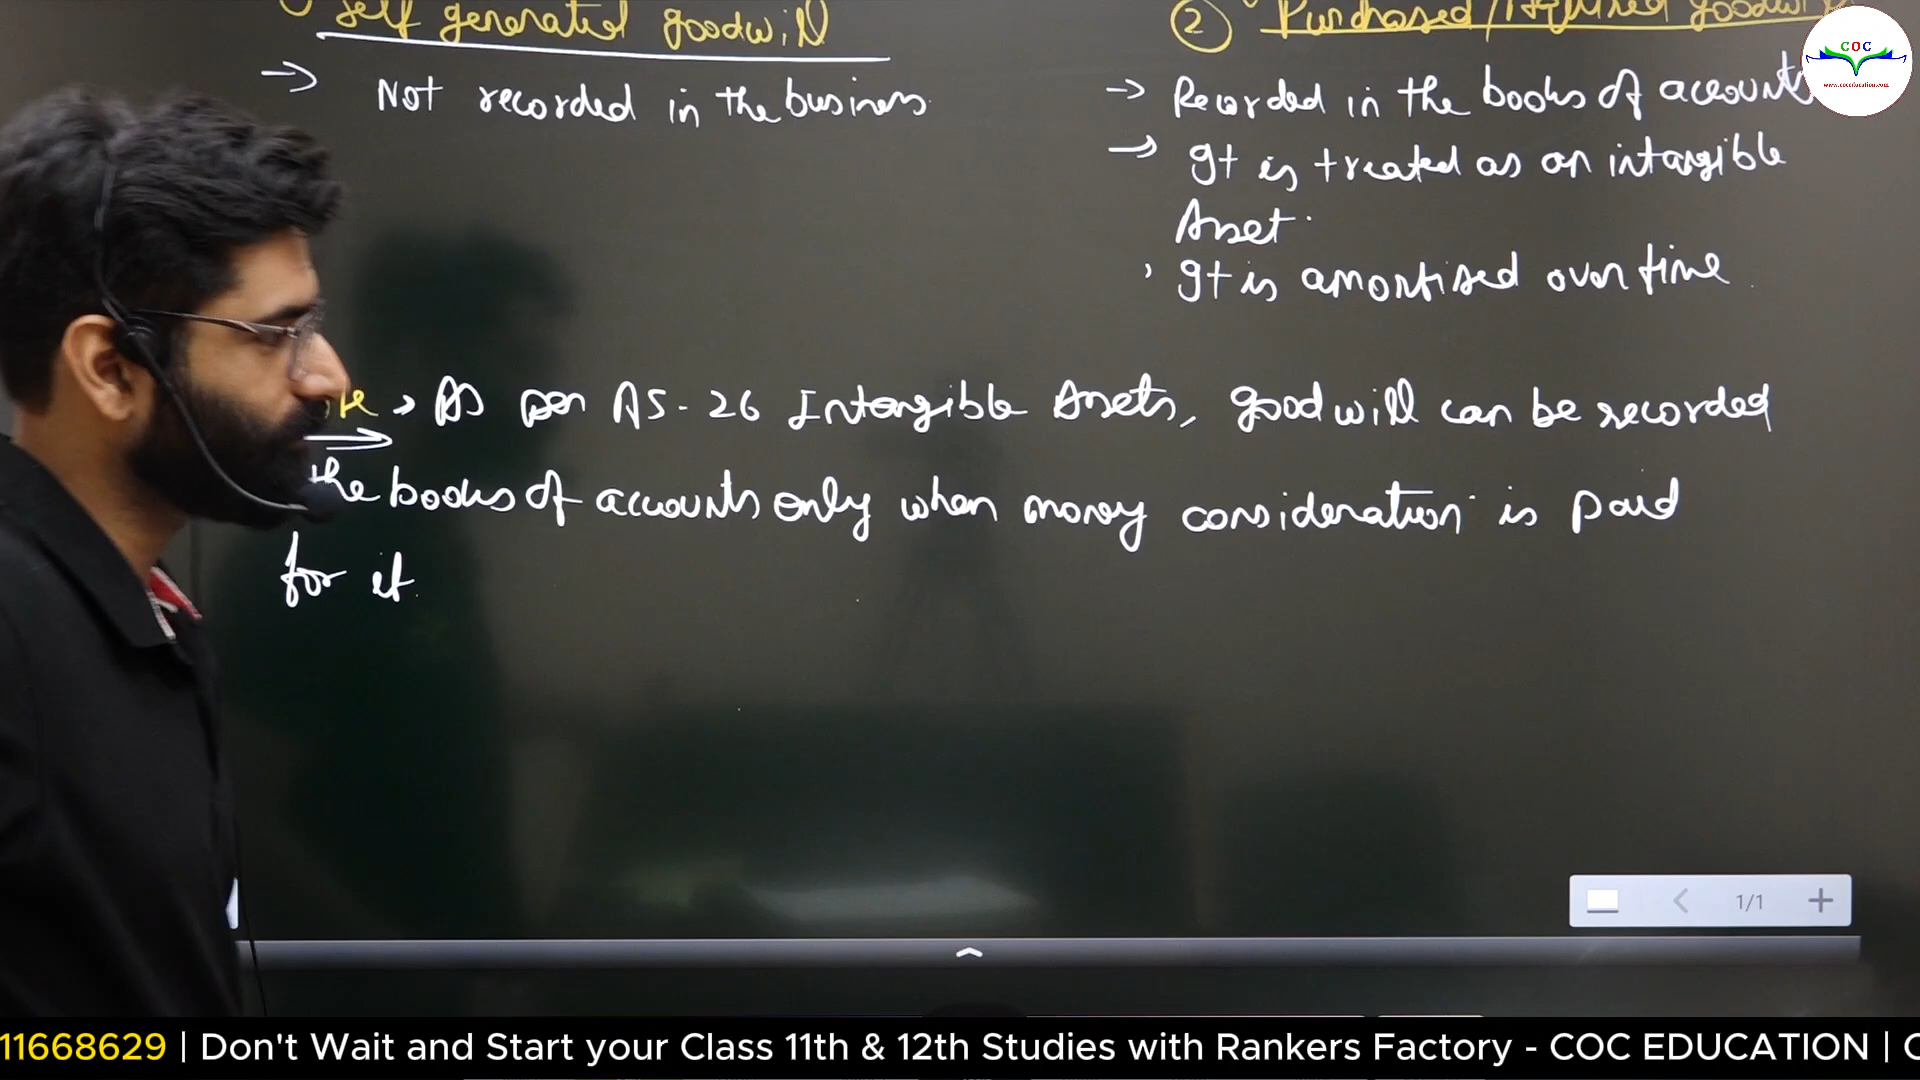 Self generated goodwill
→ Not recorded in the business
② Purchased/Acquired goodwill
→ Recorded in the books of accounts
→ It is treated as an intangible
Asset.
It is amortised over time
→ As per AS-26 Intangible Assets, goodwill can be recorded
the books of accounts only when money consideration is paid
for it.
COC
www.coceducation.com
1/1
11668629 | Don't Wait and Start your Class 11th & 12th Studies with Rankers Factory - COC EDUCATION | C